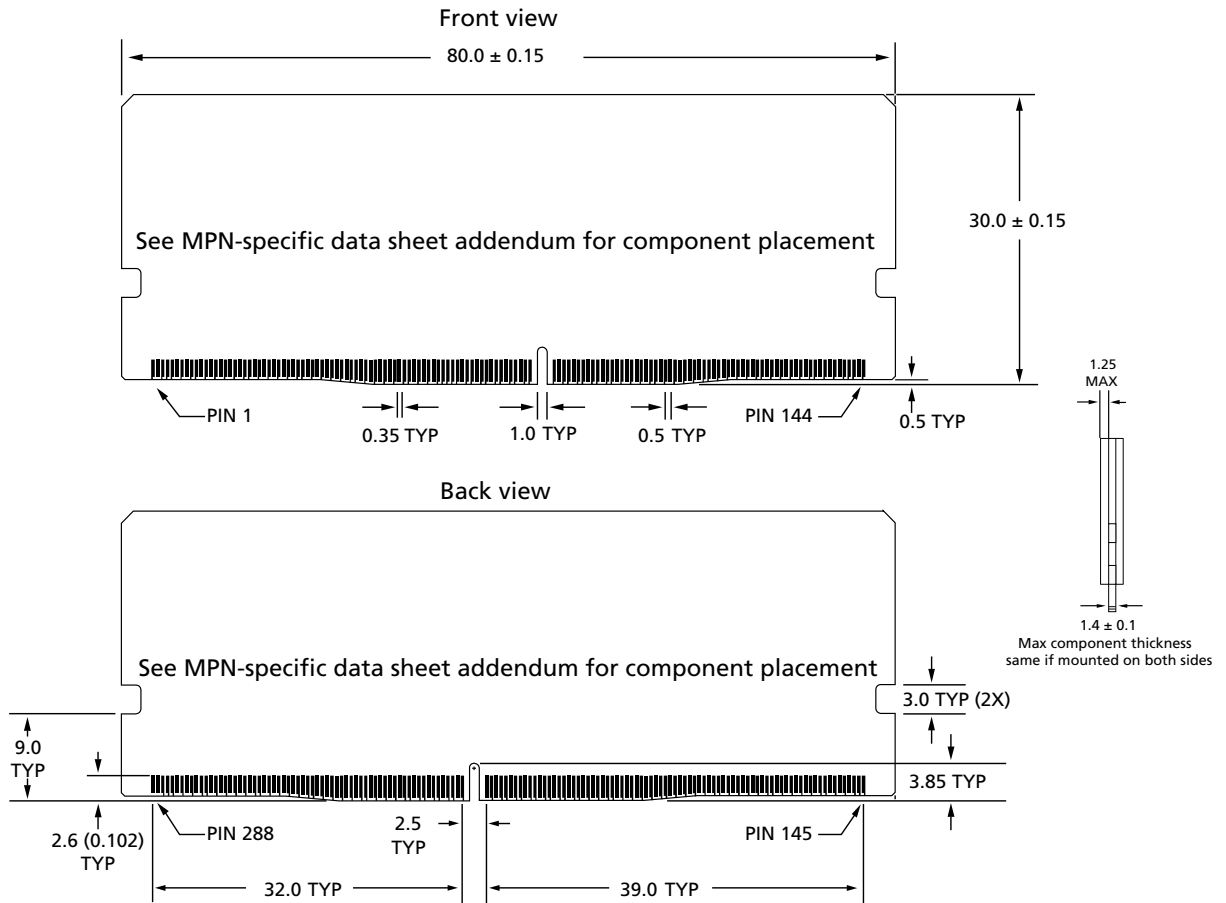 Front view
80.0 ± 0.15
See MPN-specific data sheet addendum for component placement
30.0 ± 0.15
PIN 1
0.35 TYP
1.0 TYP
0.5 TYP
PIN 144
0.5 TYP
1.25
MAX
1.4 ± 0.1
Max component thickness
same if mounted on both sides
Back view
See MPN-specific data sheet addendum for component placement
3.0 TYP (2X)
9.0
TYP
3.85 TYP
2.6 (0.102)
TYP
PIN 288
2.5
TYP
PIN 145
32.0 TYP
39.0 TYP